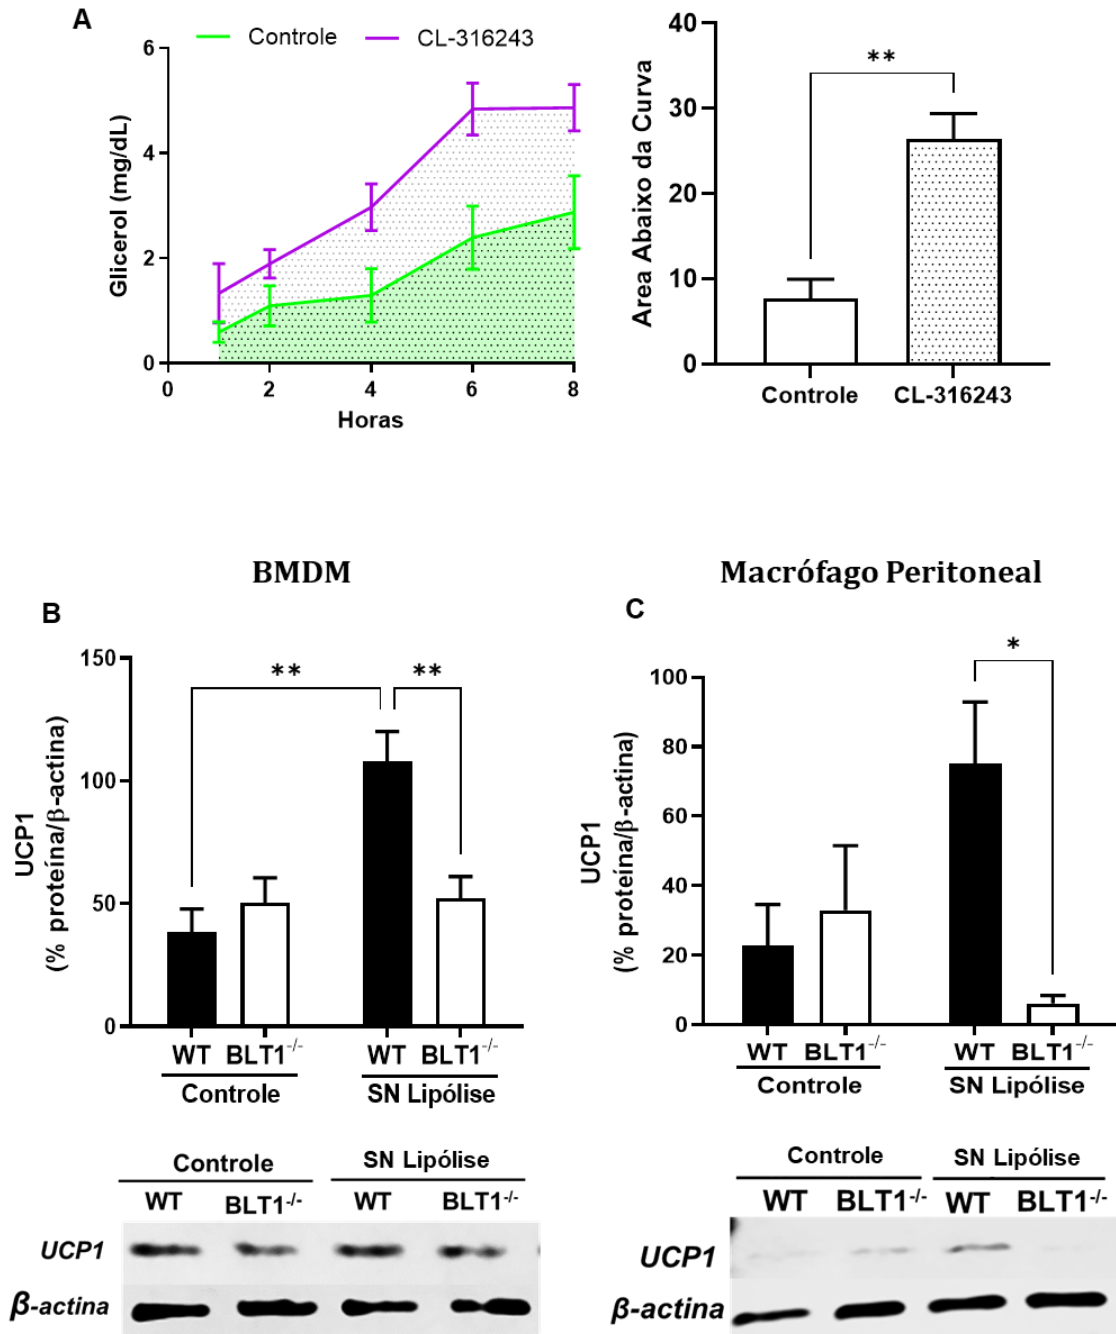 A
Controle CL-316243
6
4
2
0
Glicerol (mg/dL)
0 2 4 6 8
Horas
40
30
20
10
0
Area Abaixo da Curva
**
Controle CL-316243
BMDM
B
150
100
50
0
UCP1
(% proteína/β-actina)
** **
WT BLT1-/- WT BLT1-/-
Controle SN Lipólise
Controle SN Lipólise
WT BLT1-/- WT BLT1-/-
UCP1
β-actina
Macrófago Peritoneal
C
100
80
60
40
20
0
UCP1
(% proteína/β-actina)
*
WT BLT1-/- WT BLT1-/-
Controle SN Lipólise
Controle SN Lipólise
WT BLT1-/- WT BLT1-/-
UCP1
β-actina